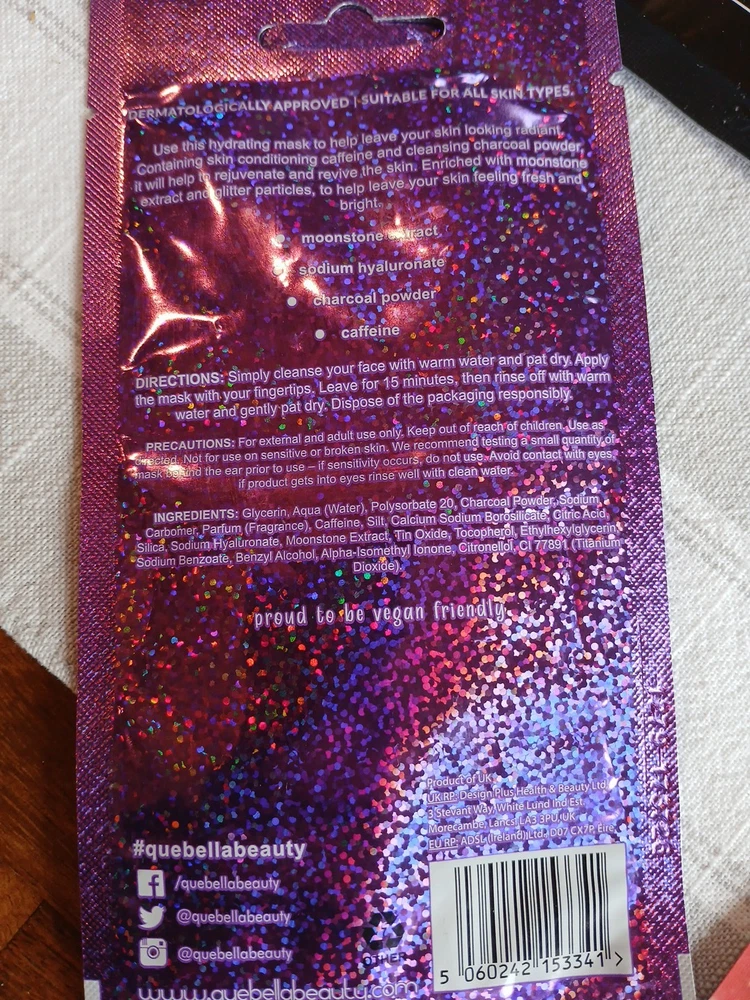 DERMATOLOGICALLY APPROVED | SUITABLE FOR ALL SKIN TYPES.
Use this hydrating mask to help leave your skin looking radiant.
Containing skin conditioning caffeine and cleansing charcoal powder,
it will help to rejuvenate and revive the skin. Enriched with moonstone
extract and glitter particles, to help leave your skin feeling fresh and
bright.
moonstone extract
sodium hyaluronate
charcoal powder
caffeine
DIRECTIONS: Simply cleanse your face with warm water and pat dry. Apply
the mask with your fingertips. Leave for 15 minutes, then rinse off with warm
water and gently pat dry. Dispose of the packaging responsibly.
PRECAUTIONS: For external and adult use only. Keep out of reach of children. Use as
directed. Not for use on sensitive or broken skin. We recommend testing a small quantity of
mask behind the ear prior to use – if sensitivity occurs, do not use. Avoid contact with eyes,
if product gets into eyes rinse well with clean water.
INGREDIENTS: Glycerin, Aqua (Water), Polysorbate 20, Charcoal Powder, Sodium
Carbomer, Parfum (Fragrance), Caffeine, Silt, Calcium Sodium Borosilicate, Citric Acid,
Silica, Sodium Hyaluronate, Moonstone Extract, Tin Oxide, Tocopherol, Ethylhexylglycerin,
Sodium Benzoate, Benzyl Alcohol, Alpha-Isomethyl Ionone, Citronellol, CI 77891 (Titanium
Dioxide).
proud to be vegan friendly
Product of UK
UK RP: Design Plus Health & Beauty Ltd,
3 Stevant Way, White Lund Ind Est,
Morecambe, Lancs, LA3 3PU, UK
EU RP: ADSL (Ireland) Ltd, D07 CX7P, Eire.
#quebellabeauty
/quebellabeauty
@quebellabeauty
@quebellabeauty
OTHER
www.quebellabeauty.com
5 060242 153341 >